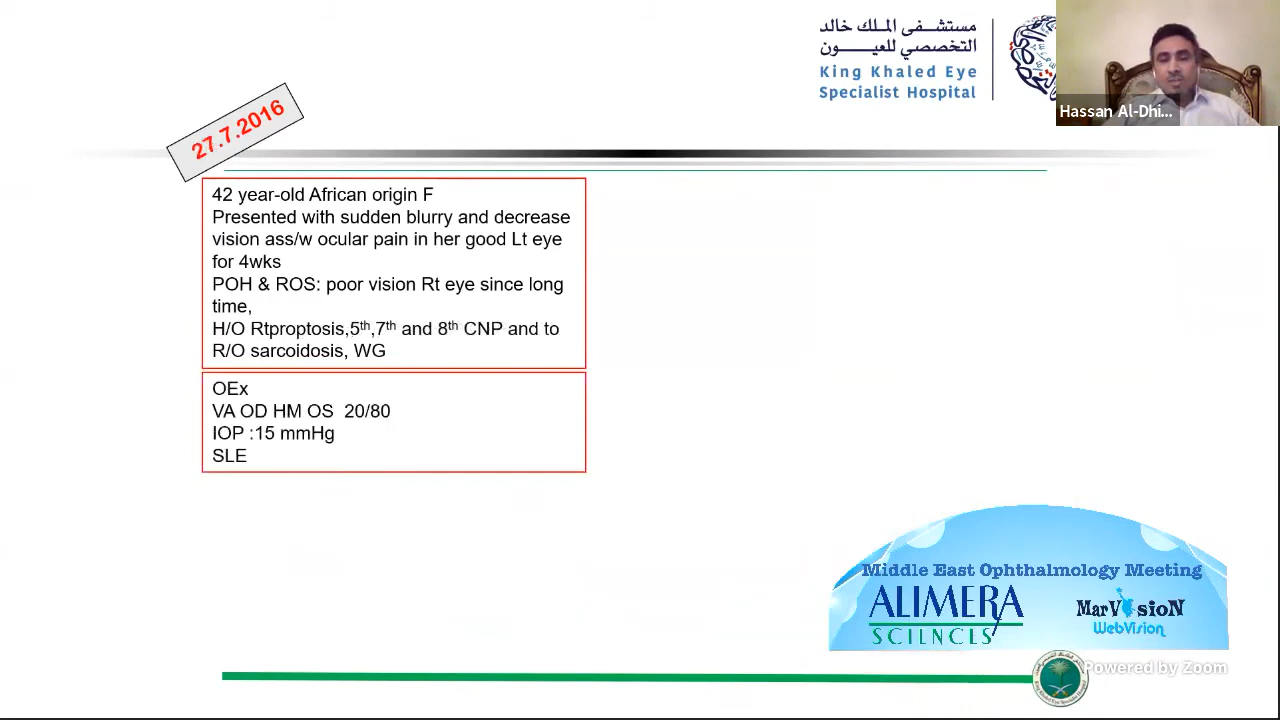 مستشفى الملك خالد
التخصصي للعيون
King Khaled Eye
Specialist Hospital
Hassan Al-Dhi...
27.7.2016
42 year-old African origin F
Presented with sudden blurry and decrease
vision ass/w ocular pain in her good Lt eye
for 4wks
POH & ROS: poor vision Rt eye since long
time,
H/O Rtproptosis,5th,7th and 8th CNP and to
R/O sarcoidosis, WG
OEx
VA OD HM OS 20/80
IOP :15 mmHg
SLE
Middle East Ophthalmology Meeting
ALIMERA
SCIENCES
MarVision
WebVision
Powered by Zoom